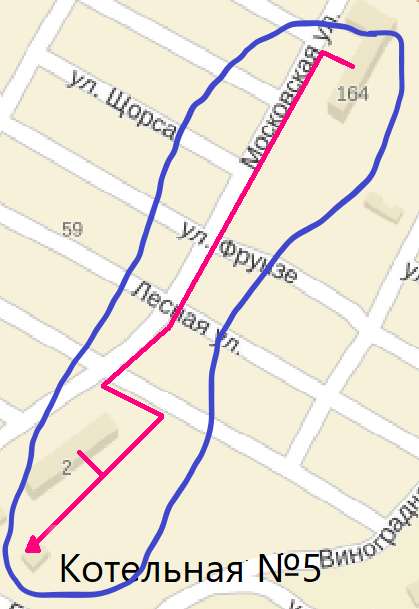 Московская ул.
ул. Щорса
164
ул. Фрунзе
59
Лесная ул.
2
Котельная №5